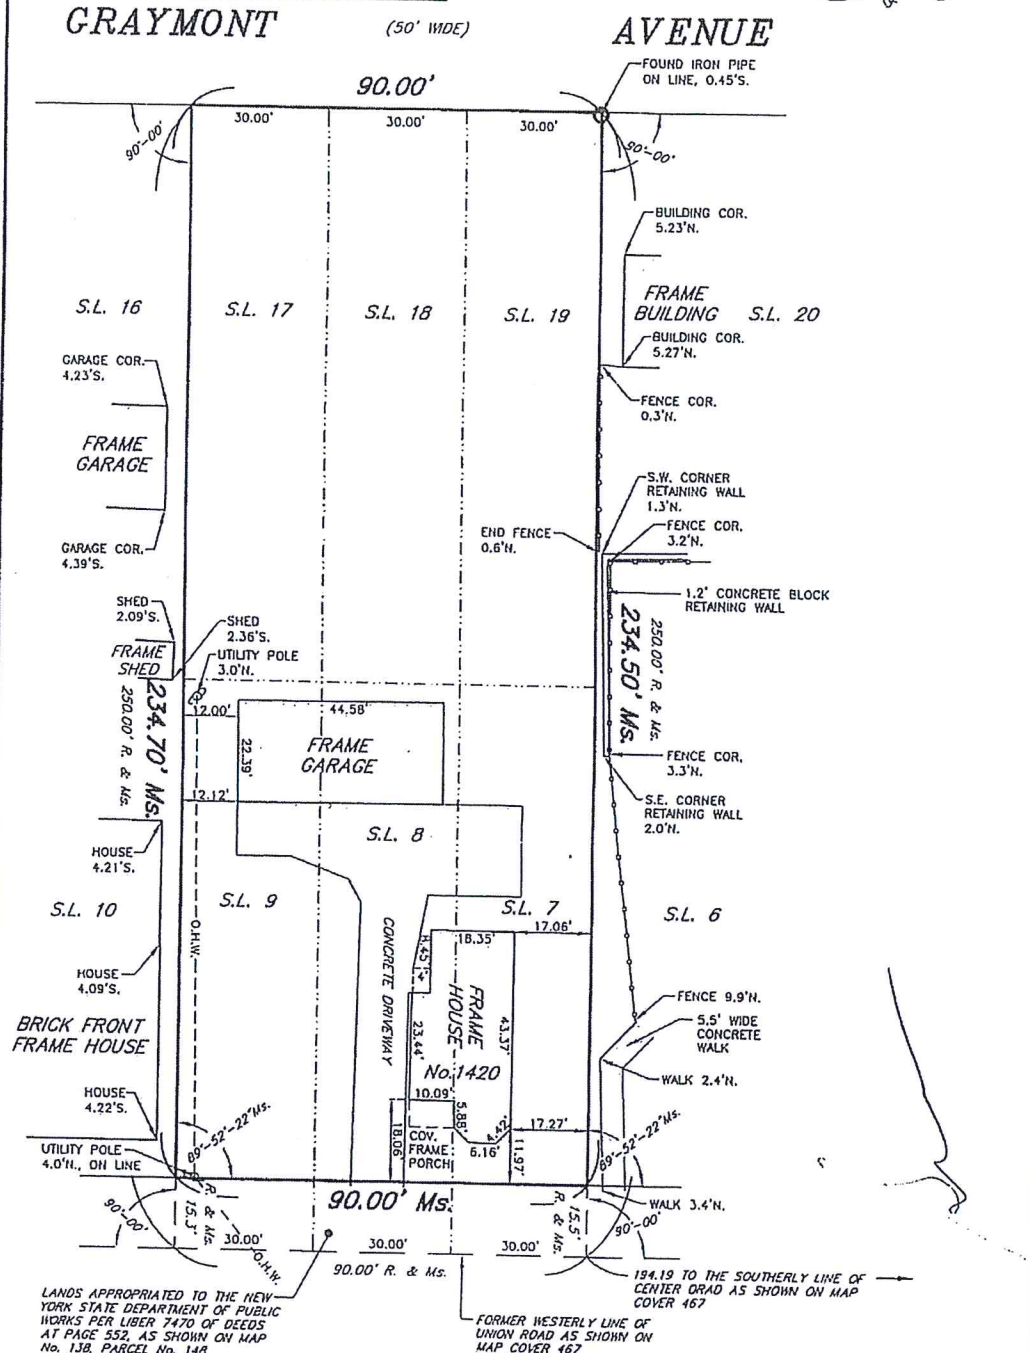 GRAYMONT (50' WIDE) AVENUE
FOUND IRON PIPE
ON LINE, 0.45'S.
90.00'
30.00' 30.00' 30.00'
90°-00' 90°-00'
BUILDING COR.
5.23'N.
S.L. 16 S.L. 17 S.L. 18 S.L. 19
FRAME
BUILDING S.L. 20
BUILDING COR.
5.27'N.
GARAGE COR.
4.23'S.
FENCE COR.
0.3'N.
FRAME
GARAGE
S.W. CORNER
RETAINING WALL
1.3'N.
FENCE COR.
3.2'N.
END FENCE
0.6'N.
GARAGE COR.
4.39'S.
1.2' CONCRETE BLOCK
RETAINING WALL
SHED
2.09'S.
SHED
2.36'S.
UTILITY POLE
3.0'N.
FRAME
SHED
250.00' R. & Ms.
234.50' Ms.
234.70' Ms.
250.00' R. & Ms.
12.00' 44.58'
22.39'
FRAME
GARAGE
12.12'
FENCE COR.
3.3'N.
S.E. CORNER
RETAINING WALL
2.0'N.
S.L. 8
HOUSE
4.21'S.
S.L. 10 S.L. 9 S.L. 7 S.L. 6
17.06'
18.35'
O.H.W.
CONCRETE DRIVEWAY
8.45'
4'
FRAME
HOUSE
No. 1420
43.37'
23.44'
HOUSE
4.09'S.
FENCE 9.9'N.
5.5' WIDE
CONCRETE
WALK
BRICK FRONT
FRAME HOUSE
WALK 2.4'N.
10.09'
5.88'
4.42'
6.16'
17.27'
11.97'
18.06
COV.
FRAME
PORCH
HOUSE
4.22'S.
89°-52'-22" Ms.
89°-52'-22" Ms.
UTILITY POLE
4.0'N., ON LINE
90.00' Ms.
WALK 3.4'N.
90°-00' 90°-00'
R. & Ms.
15.3'
R. & Ms.
15.5'
30.00' 30.00' 30.00'
O.H.W.
90.00' R. & Ms.
LANDS APPROPRIATED TO THE NEW
YORK STATE DEPARTMENT OF PUBLIC
WORKS PER LIBER 7470 OF DEEDS
AT PAGE 552, AS SHOWN ON MAP
No. 138, PARCEL No. 148
FORMER WESTERLY LINE OF
UNION ROAD AS SHOWN ON
MAP COVER 467
194.19 TO THE SOUTHERLY LINE OF
CENTER ORAD AS SHOWN ON MAP
COVER 467